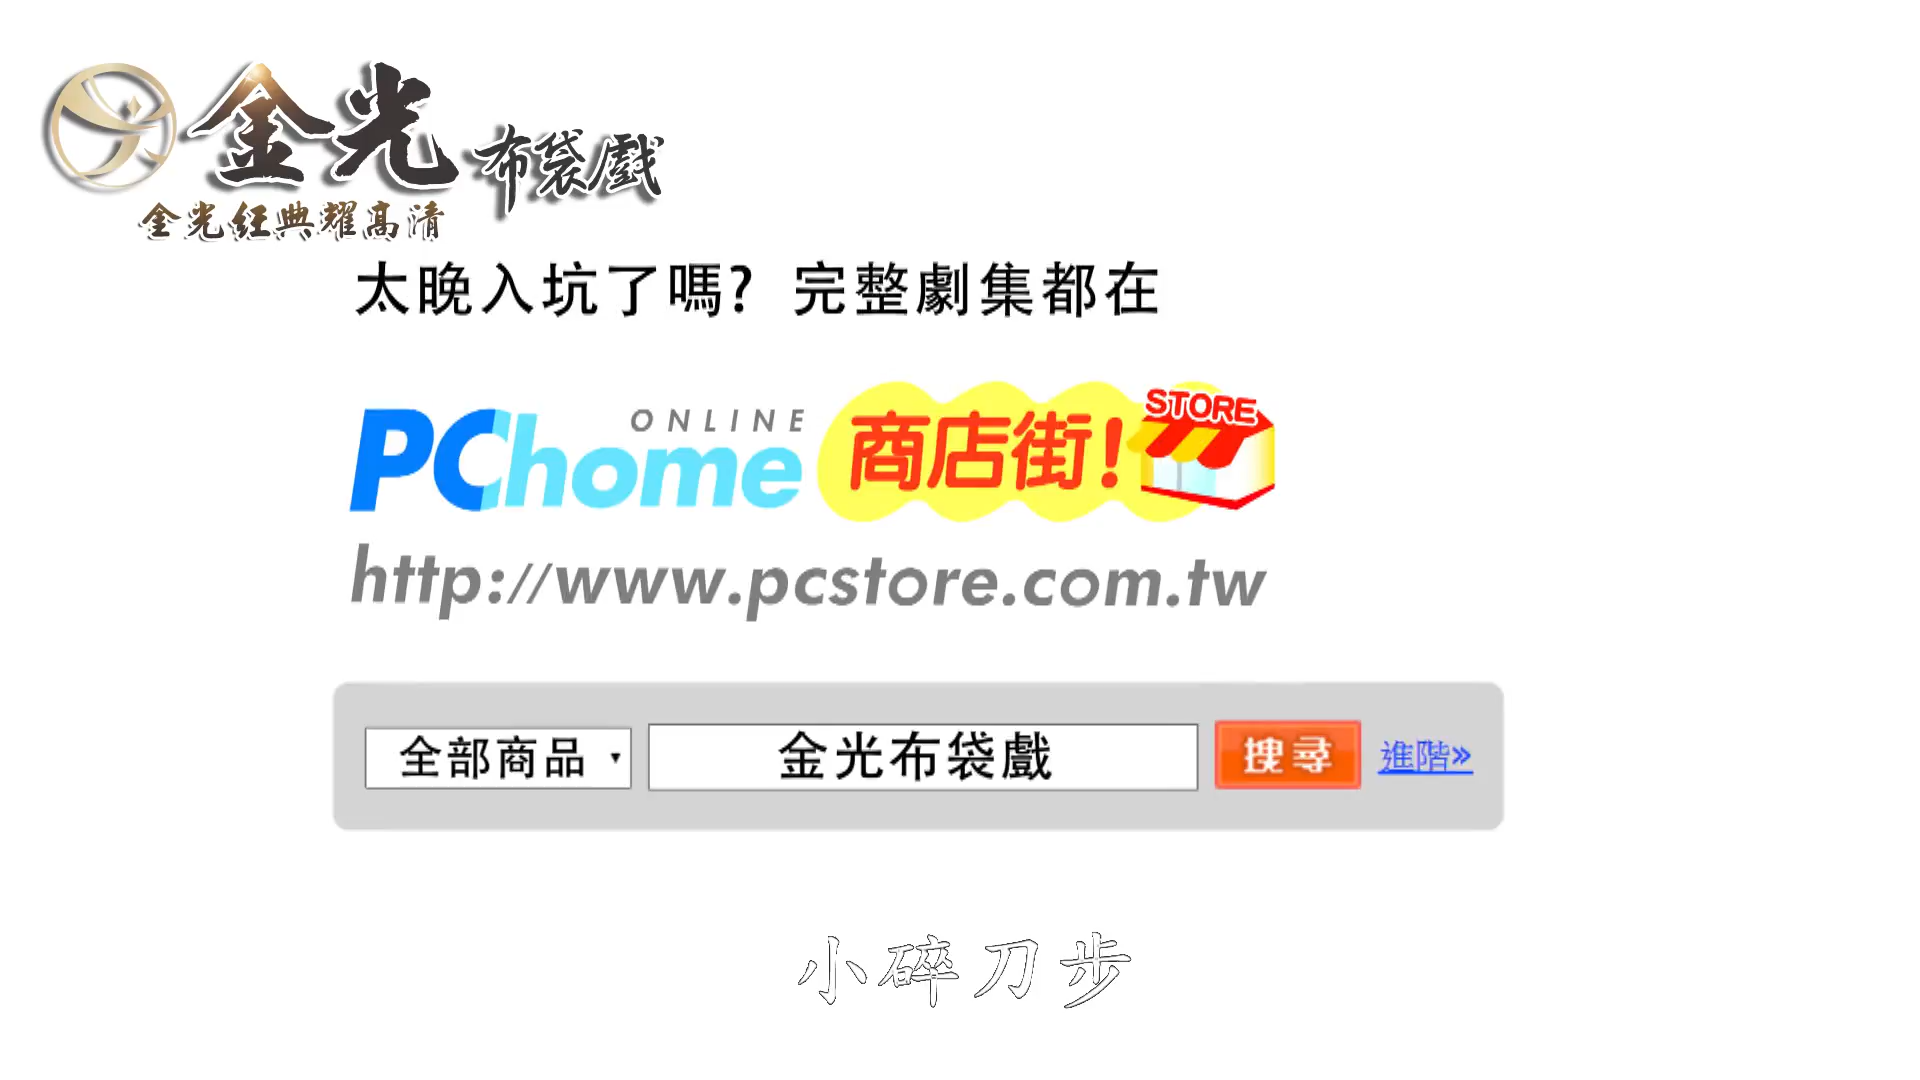 金光布袋戲
金光經典耀高清
太晚入坑了嗎? 完整劇集都在
PChome ONLINE 商店街! STORE
http://www.pcstore.com.tw
全部商品 ▾ 金光布袋戲 搜尋 進階»
小碎刀步